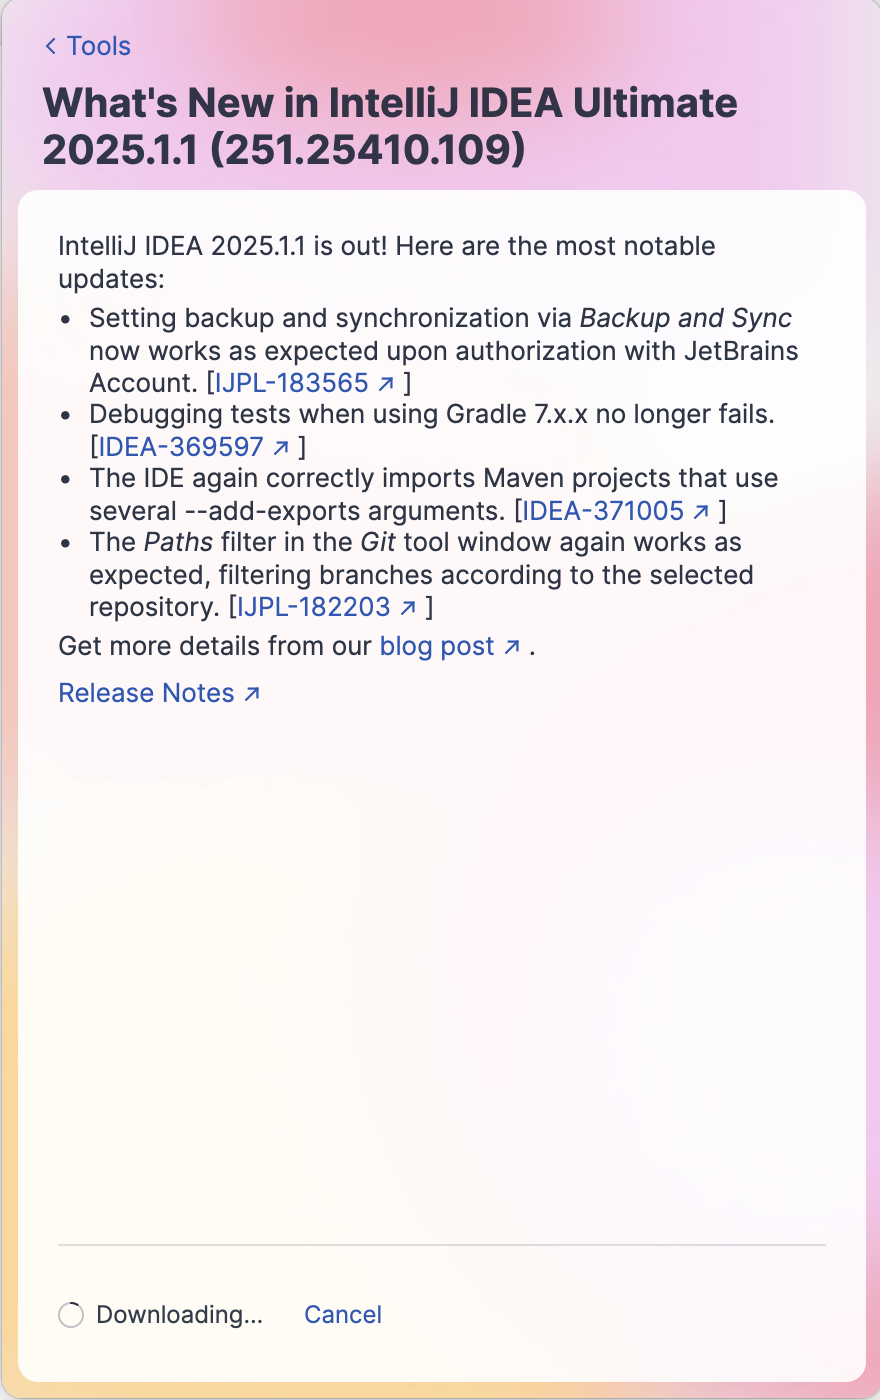 Tools
What's New in IntelliJ IDEA Ultimate
2025.1.1 (251.25410.109)
IntelliJ IDEA 2025.1.1 is out! Here are the most notable
updates:
• Setting backup and synchronization via Backup and Sync
now works as expected upon authorization with JetBrains
Account. [IJPL-183565 ↗ ]
• Debugging tests when using Gradle 7.x.x no longer fails.
[IDEA-369597 ↗ ]
• The IDE again correctly imports Maven projects that use
several --add-exports arguments. [IDEA-371005 ↗ ]
• The Paths filter in the Git tool window again works as
expected, filtering branches according to the selected
repository. [IJPL-182203 ↗ ]
Get more details from our blog post ↗ .
Release Notes ↗
Downloading... Cancel